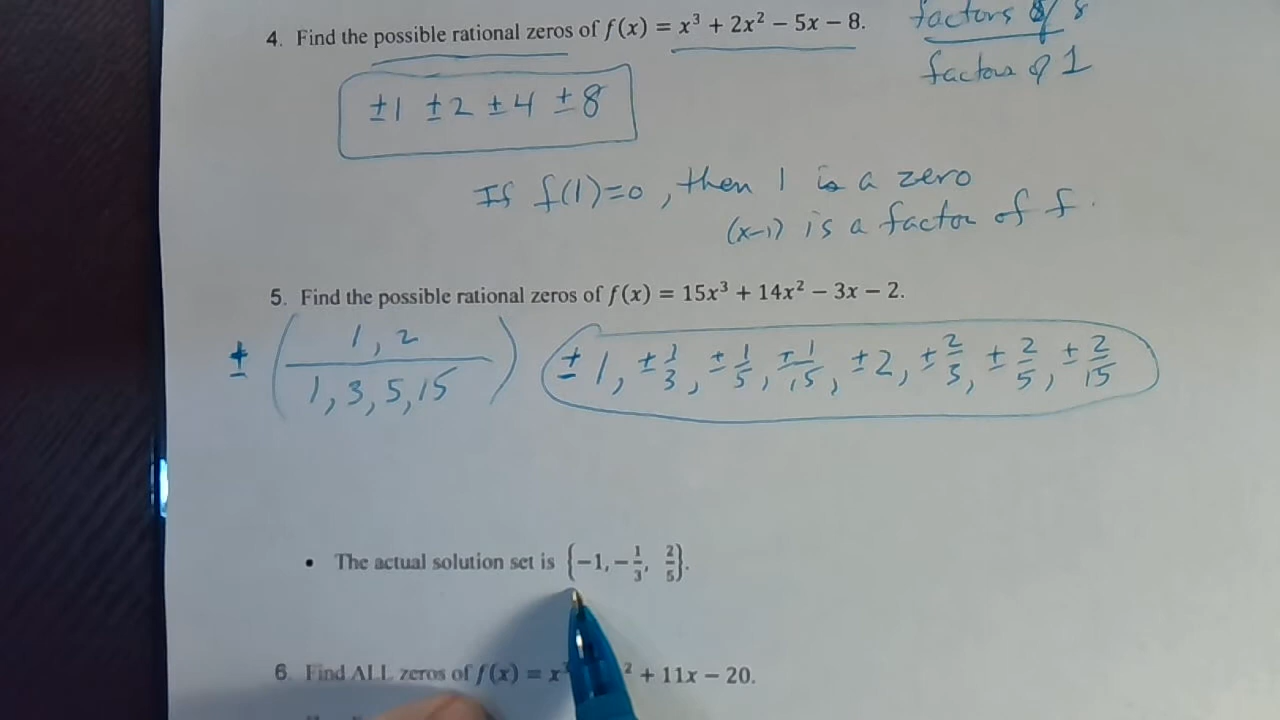 4. Find the possible rational zeros of f(x) = x³ + 2x² − 5x − 8.
factors of 8
factors of 1
±1 ±2 ±4 ±8
If f(1)=0, then 1 is a zero
(x-1) is a factor of f.
5. Find the possible rational zeros of f(x) = 15x³ + 14x² − 3x − 2.
± (1, 2 / 1, 3, 5, 15) ±1, ±1/3, ±1/5, ±1/15, ±2, ±2/3, ±2/5, ±2/15
• The actual solution set is {−1, −1/3, 2/5}.
6. Find ALL zeros of f(x) = x ² + 11x − 20.